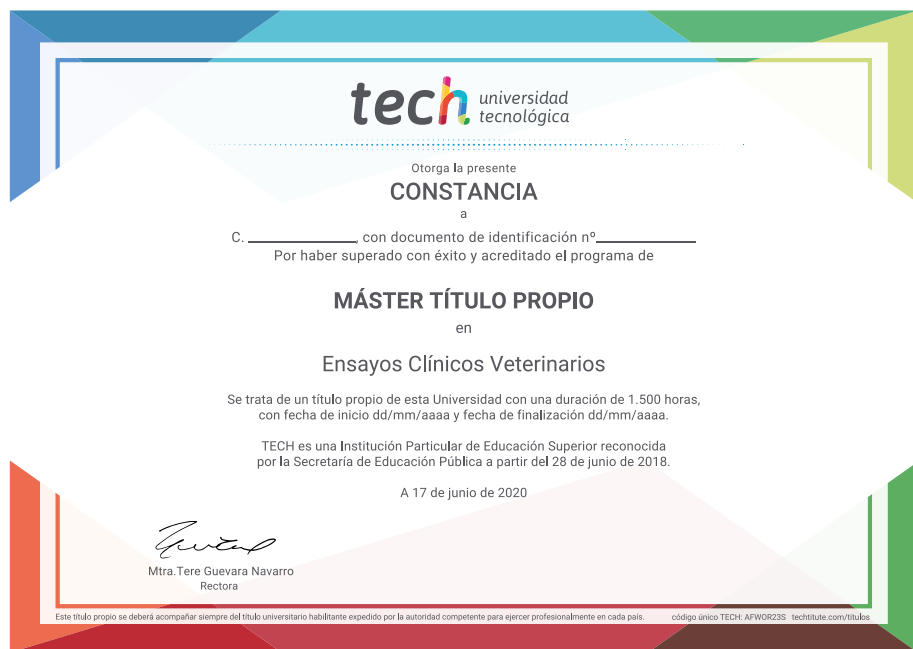 tech universidad
tecnológica
Otorga la presente
CONSTANCIA
a
C. ____________, con documento de identificación nº____________
Por haber superado con éxito y acreditado el programa de
MÁSTER TÍTULO PROPIO
en
Ensayos Clínicos Veterinarios
Se trata de un título propio de esta Universidad con una duración de 1.500 horas,
con fecha de inicio dd/mm/aaaa y fecha de finalización dd/mm/aaaa.
TECH es una Institución Particular de Educación Superior reconocida
por la Secretaría de Educación Pública a partir del 28 de junio de 2018.
A 17 de junio de 2020
Mtra.Tere Guevara Navarro
Rectora
Este título propio se deberá acompañar siempre del título universitario habilitante expedido por la autoridad competente para ejercer profesionalmente en cada país. código único TECH: AFWOR23S techtitute.com/titulos